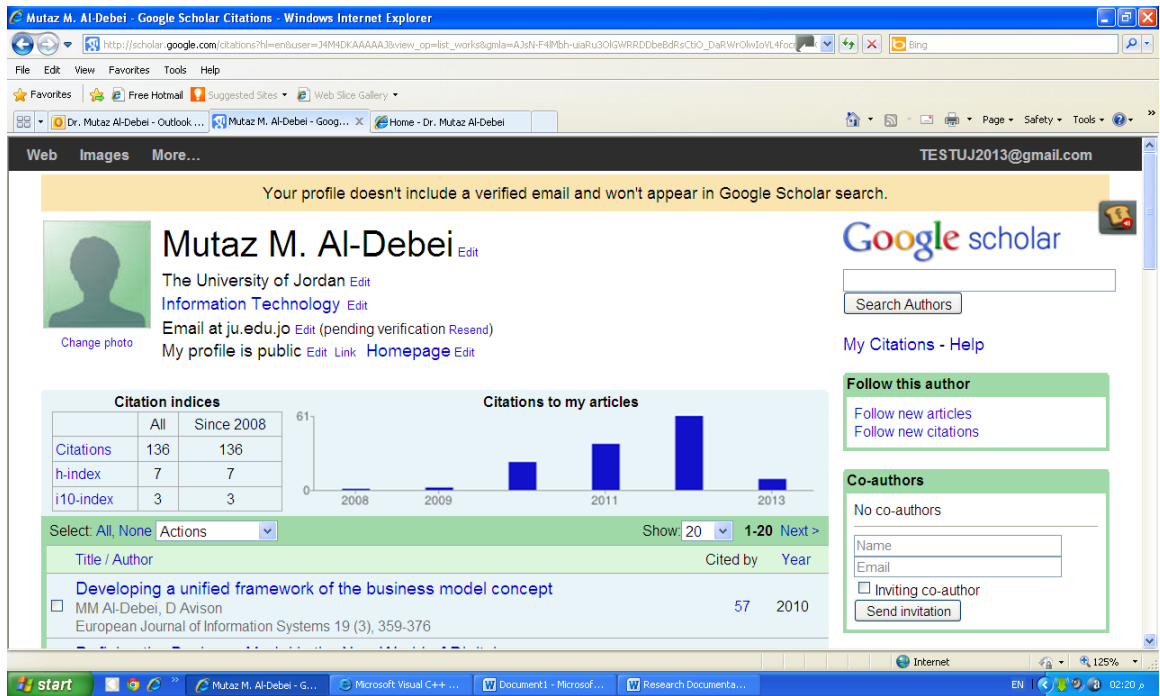 Mutaz M. Al-Debei - Google Scholar Citations - Windows Internet Explorer
http://scholar.google.com/citations?hl=en&user=J4M4DKAAAAAJ&view_op=list_works&gmla=
Bing
File Edit View Favorites Tools Help
Favorites Free Hotmail Suggested Sites Web Slice Gallery
Dr. Mutaz Al-Debei - Outlook ... Mutaz M. Al-Debei - Goog... X Home - Dr. Mutaz Al-Debei Page Safety Tools »
Web Images More... TESTUJ2013@gmail.com
Your profile doesn't include a verified email and won't appear in Google Scholar search.
Mutaz M. Al-Debei Edit
The University of Jordan Edit
Information Technology Edit
Email at ju.edu.jo Edit (pending verification Resend)
My profile is public Edit Link Homepage Edit
Change photo
Google scholar
Search Authors
My Citations - Help
Follow this author
Follow new articles
Follow new citations
Co-authors
No co-authors
Name
Email
Inviting co-author
Send invitation
Citation indices
All Since 2008
Citations 136 136
h-index 7 7
i10-index 3 3
Citations to my articles
61
0
2008 2009 2011 2013
Select: All, None Actions Show: 20 1-20 Next >
Title / Author Cited by Year
Developing a unified framework of the business model concept 57 2010
MM Al-Debei, D Avison
European Journal of Information Systems 19 (3), 359-376
Internet 125%
start » Mutaz M. Al-Debei - G... Microsoft Visual C++ ... Document1 - Microsof... Research Documenta... EN 02:20 م